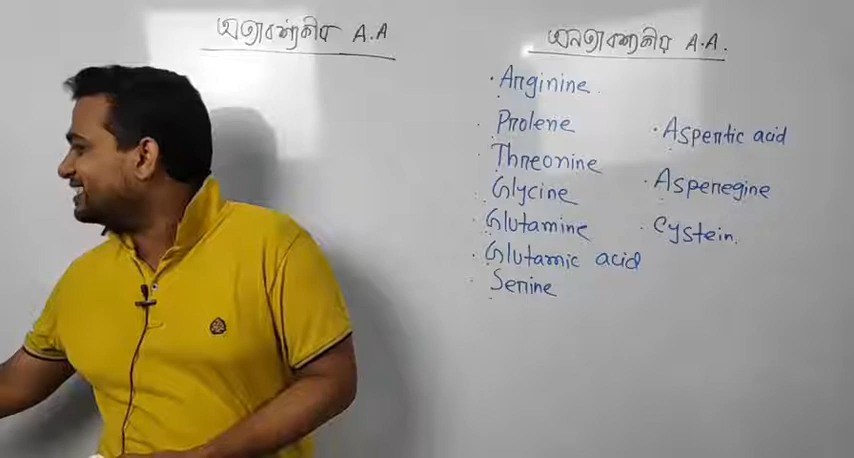 অত্যাবশ্যকীয় A.A
অনত্যাবশ্যকীয় A.A.
Arginine
Prolene
Threonine
Glycine
Glutamine
Glutamic acid
Serine
Aspertic acid
Asperegine
Cystein